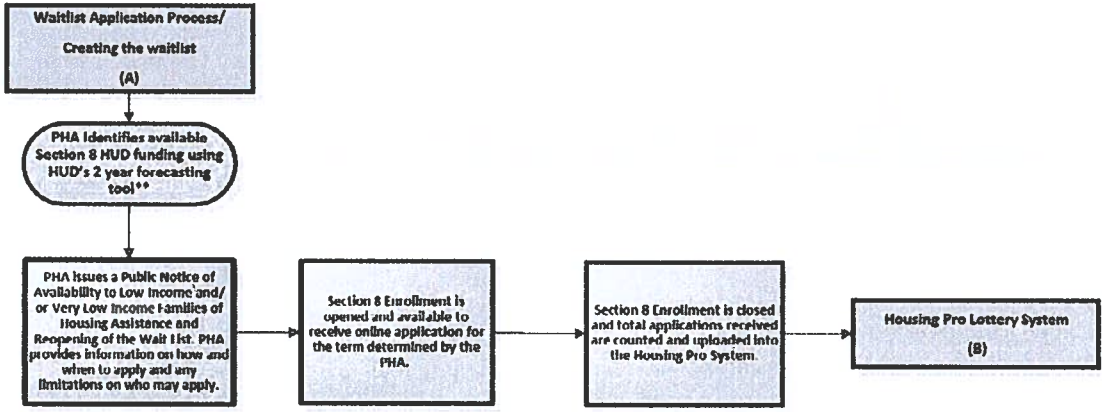 Waitlist Application Process/
Creating the waitlist
(A)
PHA Identifies available
Section 8 HUD funding using
HUD's 2 year forecasting
tool**
PHA issues a Public Notice of
Availability to Low Income and/
or Very Low Income Families of
Housing Assistance and
Reopening of the Wait List. PHA
provides information on how and
when to apply and any
limitations on who may apply.
Section 8 Enrollment is
opened and available to
receive online application for
the term determined by the
PHA.
Section 8 Enrollment is closed
and total applications received
are counted and uploaded into
the Housing Pro System.
Housing Pro Lottery System
(B)